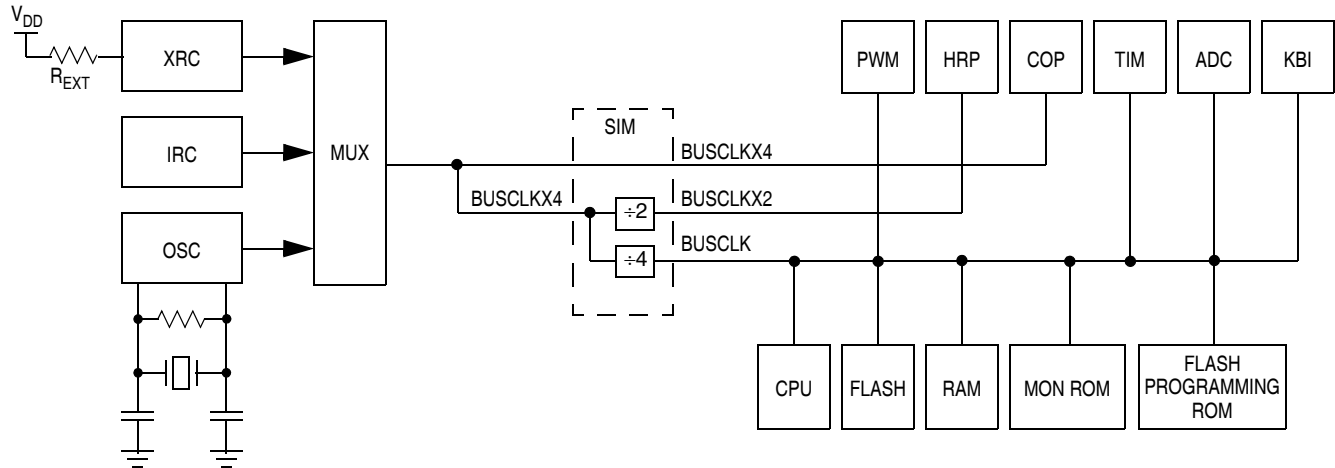 VDD
REXT
XRC
IRC
OSC
MUX
SIM
BUSCLKX4
BUSCLKX4
÷2
BUSCLKX2
÷4
BUSCLK
PWM
HRP
COP
TIM
ADC
KBI
CPU
FLASH
RAM
MON ROM
FLASH
PROGRAMMING
ROM